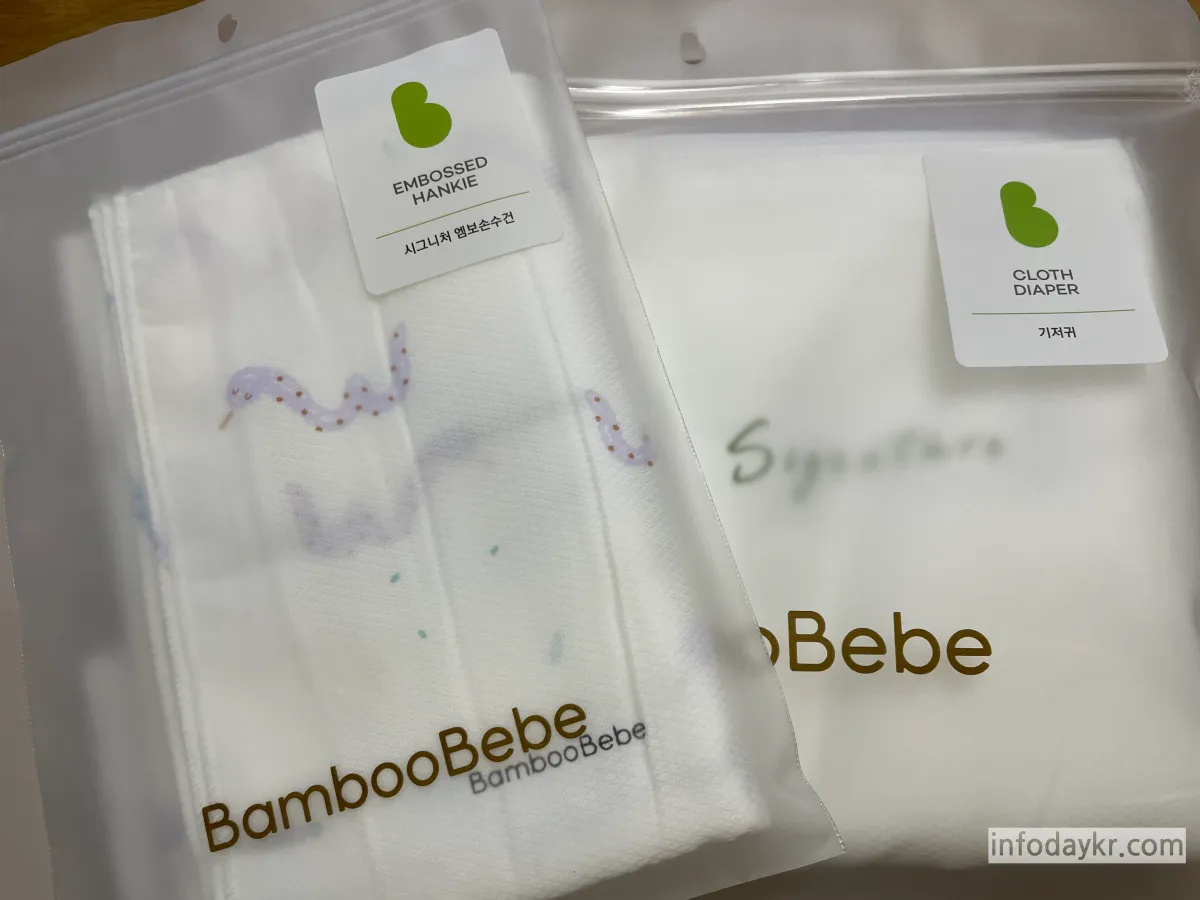 EMBOSSED
HANKIE
시그니처 엠보손수건
BambooBebe
BambooBebe
CLOTH
DIAPER
기저귀
Signature
oBebe
infodaykr.com